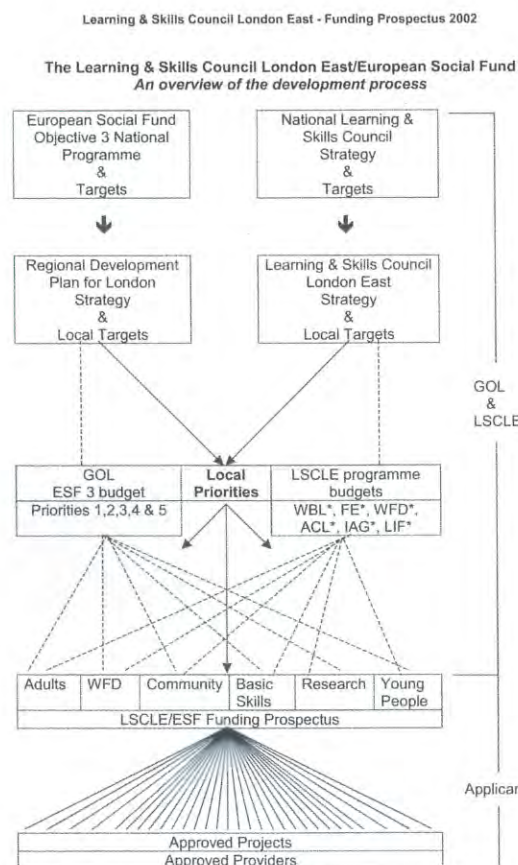 Learning & Skills Council London East - Funding Prospectus 2002
The Learning & Skills Council London East/European Social Fund
An overview of the development process
European Social Fund
Objective 3 National
Programme
&
Targets
National Learning &
Skills Council
Strategy
&
Targets
Regional Development
Plan for London
Strategy
&
Local Targets
Learning & Skills Council
London East
Strategy
&
Local Targets
GOL
&
LSCLE
GOL
ESF 3 budget
Priorities 1,2,3,4 & 5
Local
Priorities
LSCLE programme
budgets
WBL*, FE*, WFD*,
ACL*, IAG*, LIF*
Adults
WFD
Community
Basic
Skills
Research
Young
People
LSCLE/ESF Funding Prospectus
Approved Projects
Approved Providers